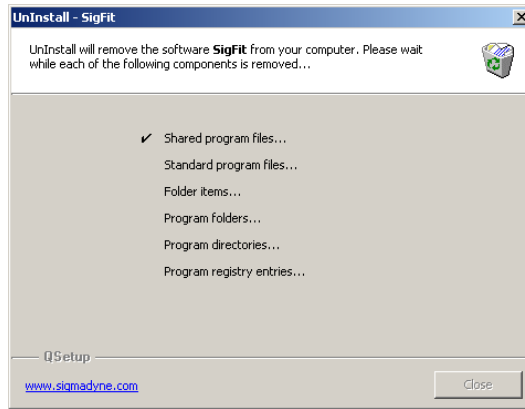 UnInstall - SigFit
UnInstall will remove the software SigFit from your computer. Please wait
while each of the following components is removed...
Shared program files...
Standard program files...
Folder items...
Program folders...
Program directories...
Program registry entries...
QSetup
www.sigmadyne.com
Close